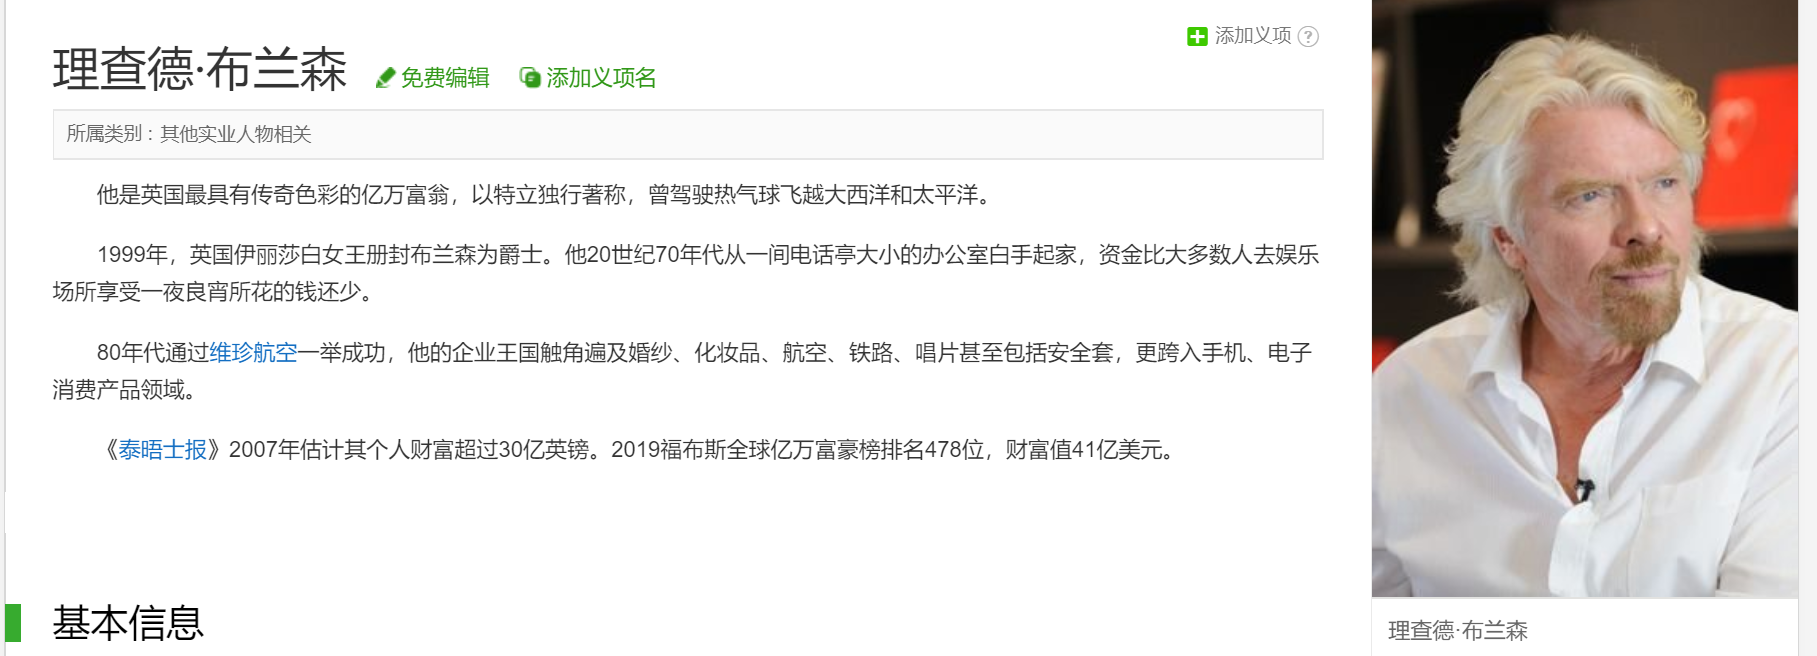 添加义项 ?
理查德·布兰森 免费编辑 添加义项名
所属类别：其他实业人物相关
他是英国最具有传奇色彩的亿万富翁，以特立独行著称，曾驾驶热气球飞越大西洋和太平洋。
1999年，英国伊丽莎白女王册封布兰森为爵士。他20世纪70年代从一间电话亭大小的办公室白手起家，资金比大多数人去娱乐
场所享受一夜良宵所花的钱还少。
80年代通过维珍航空一举成功，他的企业王国触角遍及婚纱、化妆品、航空、铁路、唱片甚至包括安全套，更跨入手机、电子
消费产品领域。
《泰晤士报》2007年估计其个人财富超过30亿英镑。2019福布斯全球亿万富豪榜排名478位，财富值41亿美元。
基本信息
理查德·布兰森